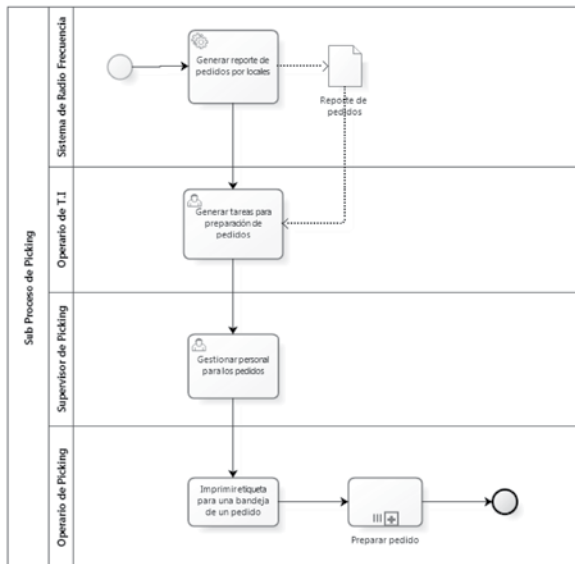 Sub Proceso de Picking
Sistema de Radio Frecuencia
Generar reporte de
pedidos por locales
Reporte de
pedidos
Operario de T.I
Generar tareas para
preparación de
pedidos
Supervisor de Picking
Gestionar personal
para los pedidos
Operario de Picking
Imprimir etiqueta
para una bandeja
de un pedido
Preparar pedido